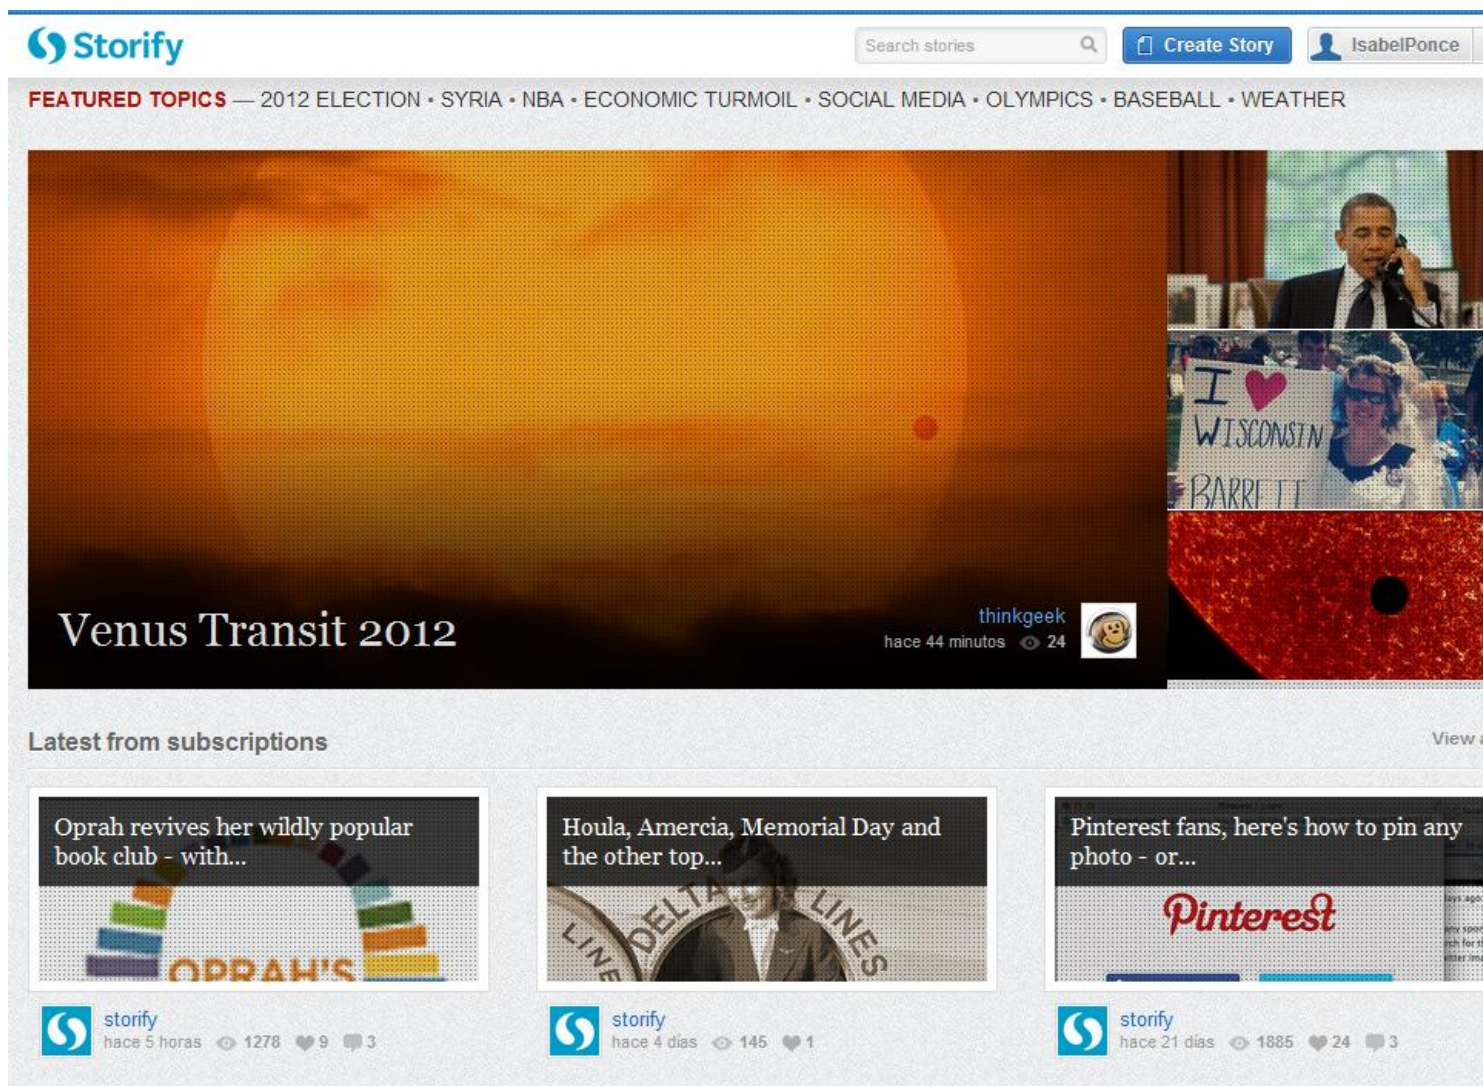 Storify
Search stories
Create Story
IsabelPonce
FEATURED TOPICS — 2012 ELECTION • SYRIA • NBA • ECONOMIC TURMOIL • SOCIAL MEDIA • OLYMPICS • BASEBALL • WEATHER
I
WISCONSIN
BARRETT
Venus Transit 2012
thinkgeek
hace 44 minutos 24
Latest from subscriptions
View
Oprah revives her wildly popular
book club - with...
OPRAH'S
storify
hace 5 horas 1278 9 3
Houla, Amercia, Memorial Day and
the other top...
DELTA LINES
LINE
storify
hace 4 días 145 1
Pinterest fans, here's how to pin any
photo - or...
Pinterest
storify
hace 21 días 1885 24 3